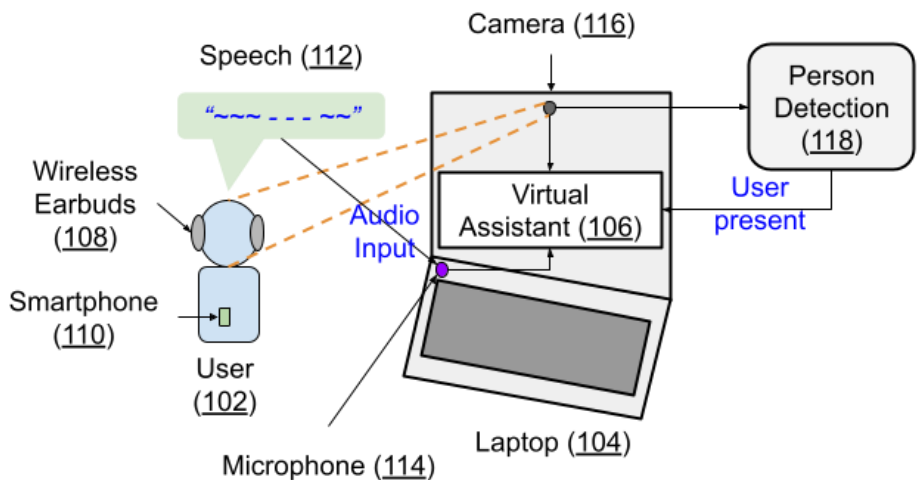 Camera (116)
Speech (112)
“~~~ - - - ~~”
Person
Detection
(118)
Wireless
Earbuds
(108)
Virtual
Assistant (106)
User
present
Audio
Input
Smartphone
(110)
User
(102)
Laptop (104)
Microphone (114)